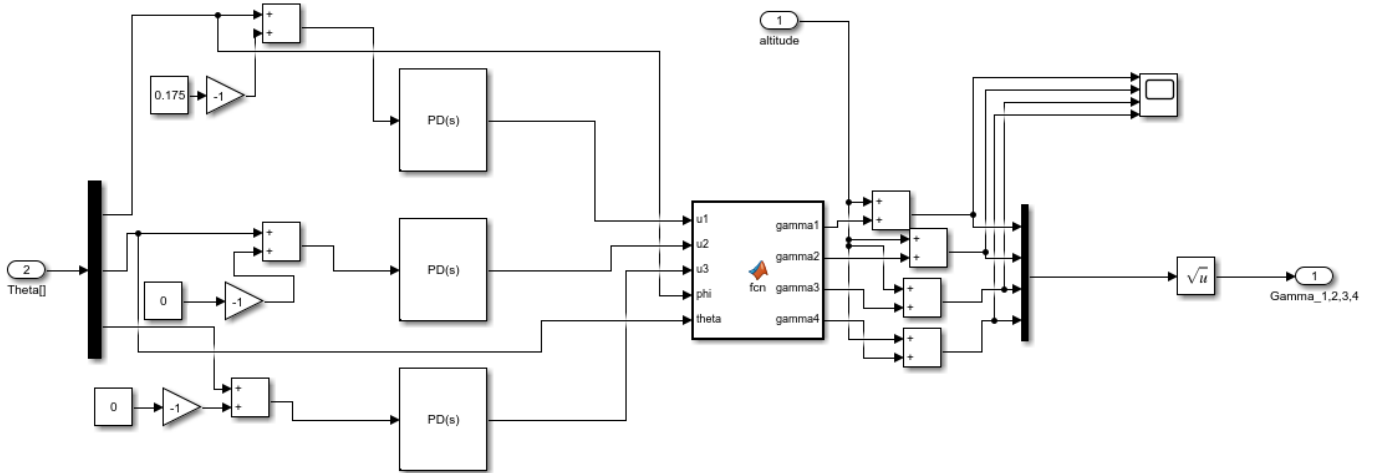 +
+
1
altitude
0.175
-1
PD(s)
+
+
u1
gamma1
+
+
u2
gamma2
+
+
PD(s)
2
Theta[]
0
-1
u3
fcn
gamma3
+
+
√u
1
Gamma_1,2,3,4
phi
theta
gamma4
+
+
+
+
0
-1
PD(s)